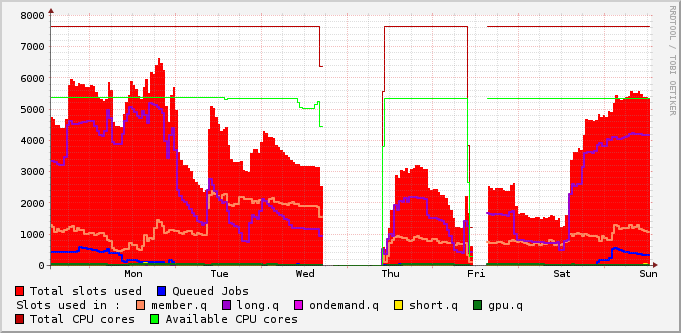 8000
7000
6000
5000
4000
3000
2000
1000
0
Mon Tue Wed Thu Fri Sat Sun
RRDTOOL / TOBI OETIKER
Total slots used Queued Jobs
Slots used in : member.q long.q ondemand.q short.q gpu.q
Total CPU cores Available CPU cores